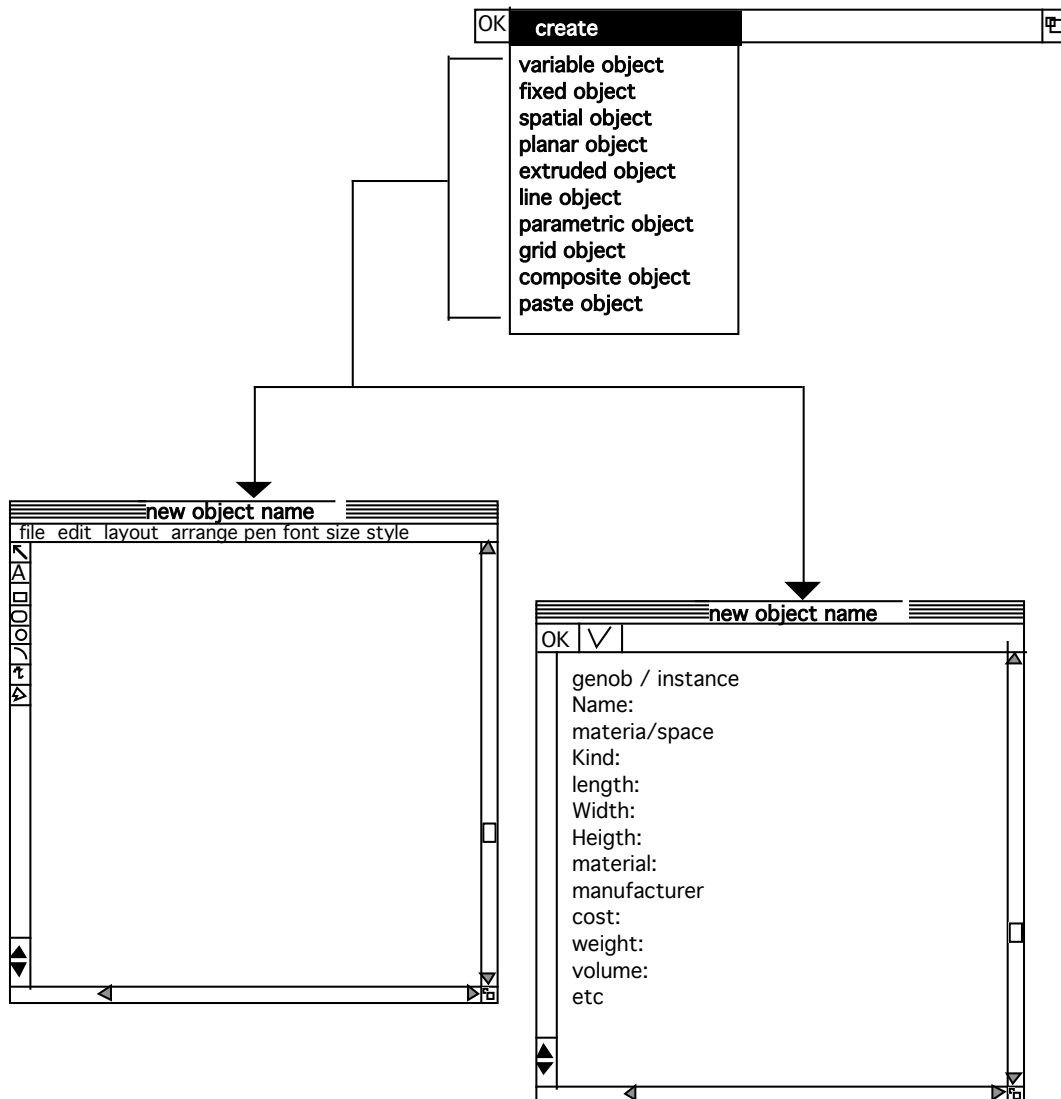 OK create
variable object
fixed object
spatial object
planar object
extruded object
line object
parametric object
grid object
composite object
paste object
new object name
file edit layout arrange pen font size style
A
new object name
OK
genob / instance
Name:
materia/space
Kind:
length:
Width:
Heigth:
material:
manufacturer
cost:
weight:
volume:
etc